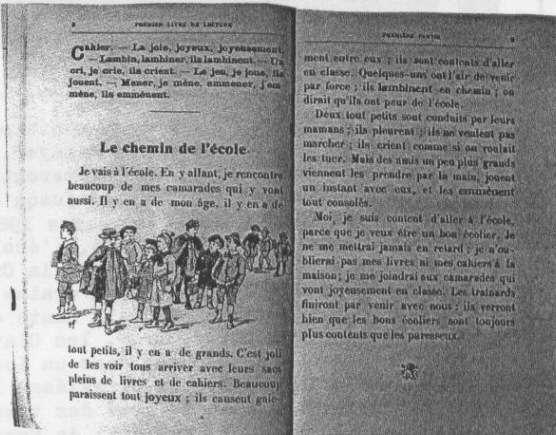 8 PREMIER LIVRE DE LECTURE
Cahier. — La joie, joyeux, joyeusement.
— Lambin, lambiner, ils lambinent. — Un
cri, je crie, ils crient. — Le jeu, je joue, ils
jouent. — Mener, je mène, emmener, j'em
mène, ils emmènent.
Le chemin de l'école.
Je vais à l'école. En y allant, je rencontre
beaucoup de mes camarades qui y vont
aussi. Il y en a de mon âge, il y en a de
tout petits, il y en a de grands. C'est joli
de les voir tous arriver avec leurs sacs
pleins de livres et de cahiers. Beaucoup
paraissent tout joyeux ; ils causent gaie-
PREMIÈRE PARTIE 9
ment entre eux ; ils sont contents d'aller
en classe. Quelques-uns ont l'air de venir
par force ; ils lambinent en chemin ; on
dirait qu'ils ont peur de l'école.
Deux tout petits sont conduits par leurs
mamans ; ils pleurent ; ils ne veulent pas
marcher ; ils crient comme si on voulait
les tuer. Mais des amis un peu plus grands
viennent les prendre par la main, jouent
un instant avec eux, et les emmènent
tout consolés.
Moi, je suis content d'aller à l'école,
parce que je veux être un bon écolier. Je
ne me mettrai jamais en retard ; je n'ou-
blierai pas mes livres ni mes cahiers à la
maison; je me joindrai aux camarades qui
vont joyeusement en classe. Les traînards
finiront par venir avec nous ; ils verront
bien que les bons écoliers sont toujours
plus contents que les paresseux.